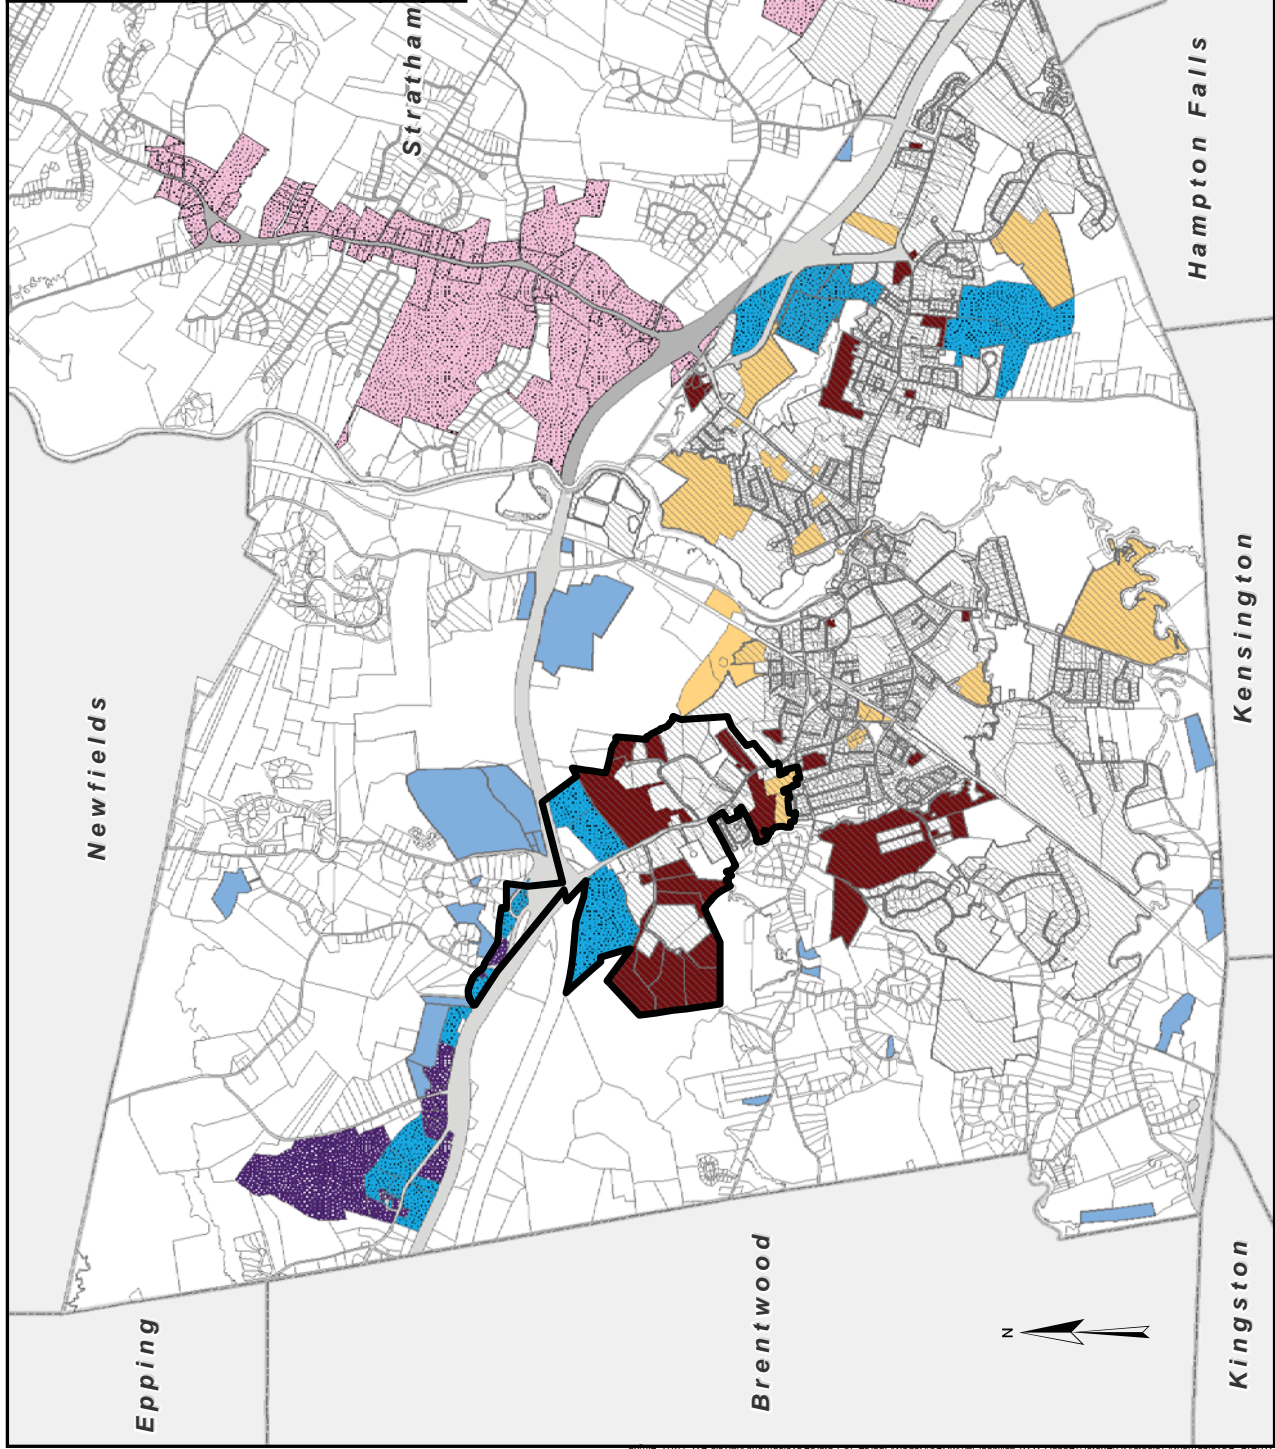 Stratham
Hampton Falls
Newfields
Kensington
Epping
Brentwood
N
Kingston